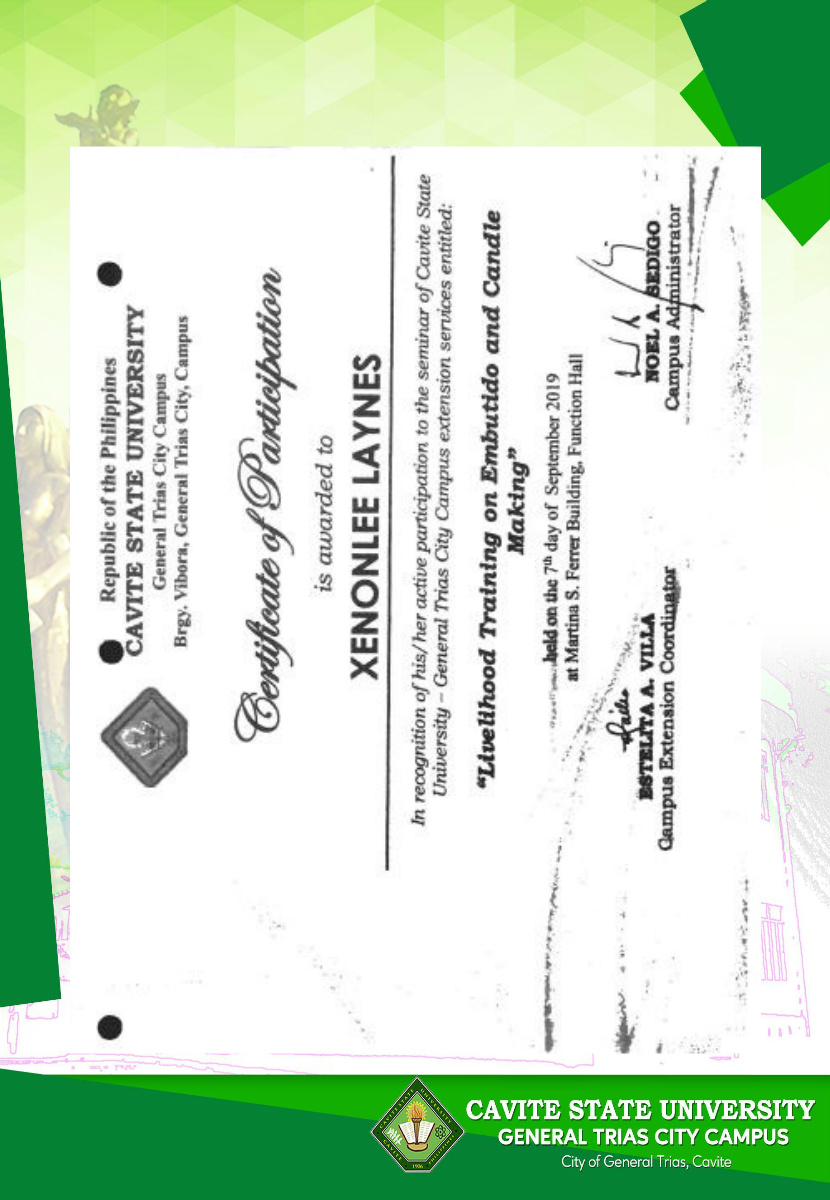 Republic of the Philippines
CAVITE STATE UNIVERSITY
General Trias City Campus
Brgy. Vibora, General Trias City, Campus
Certificate of Participation
is awarded to
XENONLEE LAYNES
In recognition of his/her active participation to the seminar of Cavite State
University – General Trias City Campus extension services entitled:
“Livelihood Training on Embutido and Candle
Making”
held on the 7th day of September 2019
at Martina S. Ferrer Building, Function Hall
ESTELITA A. VILLA
Campus Extension Coordinator
NOEL A. SEDIGO
Campus Administrator
CAVITE STATE UNIVERSITY
GENERAL TRIAS CITY CAMPUS
City of General Trias, Cavite